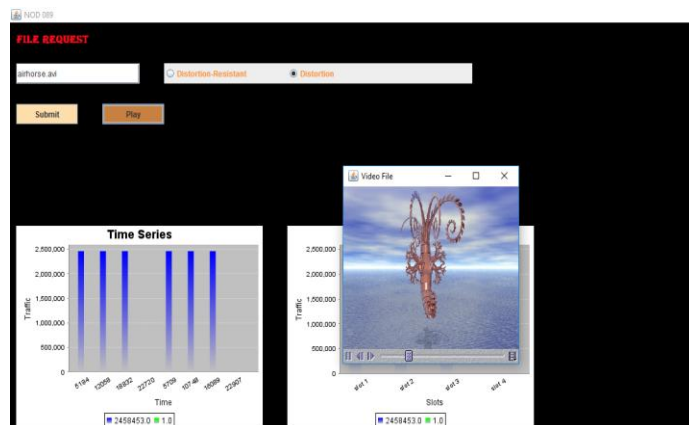 NOD 089
FILE REQUEST
airhorse.avi
Distortion-Resistant
Distortion
Submit
Play
Video File
Time Series
2,500,000
2,000,000
1,500,000
1,000,000
500,000
0
Traffic
5194
12059
18832
22720
5709
10748
16089
22907
Time
2458453.0
1.0
2,500,000
2,000,000
1,500,000
1,000,000
500,000
0
Traffic
slot 1
slot 2
slot 3
slot 4
Slots
2458453.0
1.0